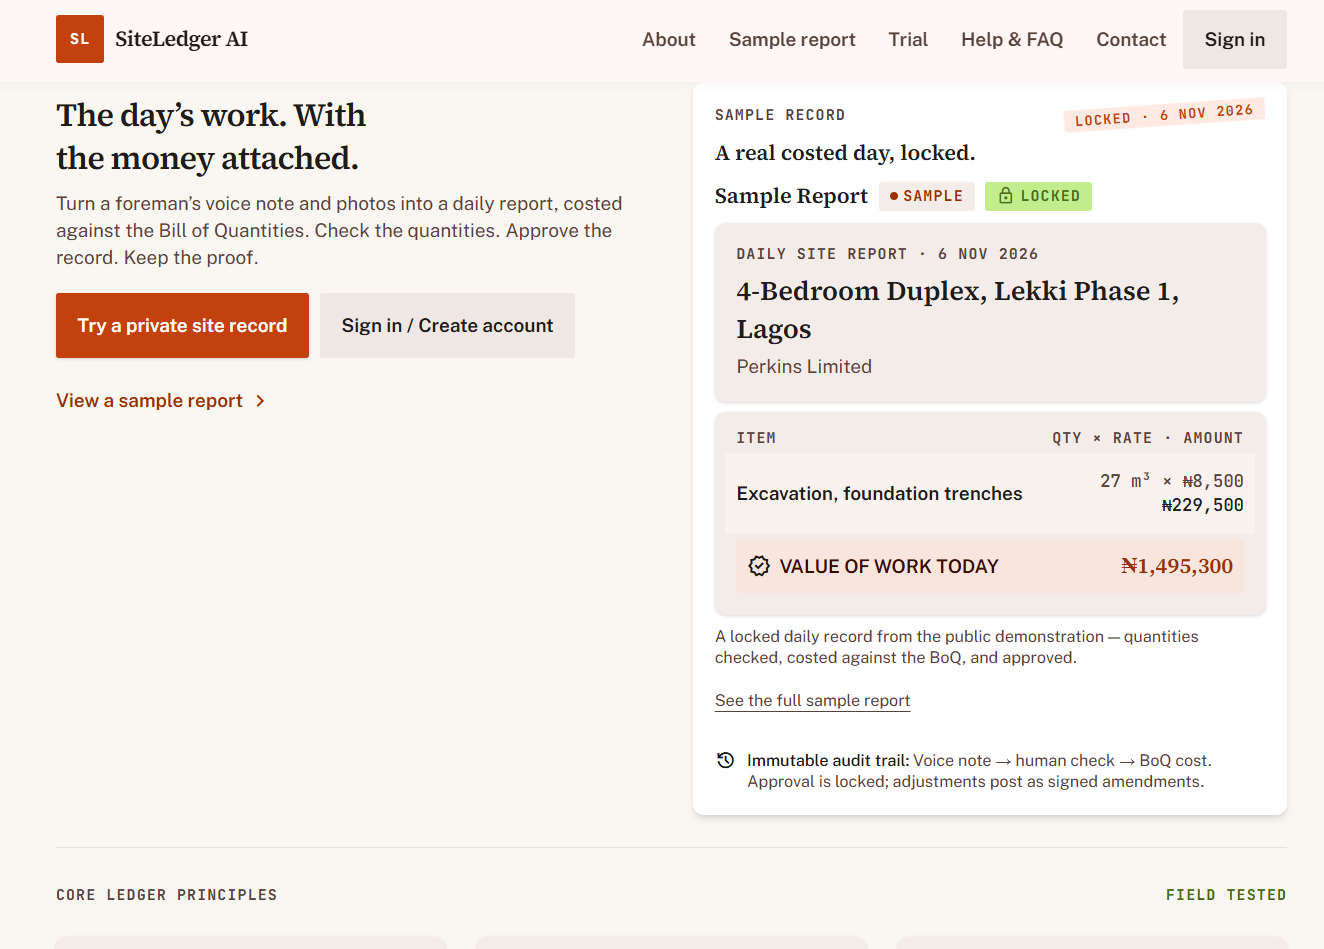 SL
SiteLedger AI
About
Sample report
Trial
Help & FAQ
Contact
Sign in
The day’s work. With
the money attached.
Turn a foreman’s voice note and photos into a daily report, costed
against the Bill of Quantities. Check the quantities. Approve the
record. Keep the proof.
Try a private site record
Sign in / Create account
View a sample report
SAMPLE RECORD
LOCKED · 6 NOV 2026
A real costed day, locked.
Sample Report
SAMPLE
LOCKED
DAILY SITE REPORT · 6 NOV 2026
4-Bedroom Duplex, Lekki Phase 1,
Lagos
Perkins Limited
ITEM
QTY × RATE · AMOUNT
Excavation, foundation trenches
27 m³ × ₦8,500
₦229,500
VALUE OF WORK TODAY
₦1,495,300
A locked daily record from the public demonstration — quantities
checked, costed against the BoQ, and approved.
See the full sample report
Immutable audit trail: Voice note → human check → BoQ cost.
Approval is locked; adjustments post as signed amendments.
CORE LEDGER PRINCIPLES
FIELD TESTED